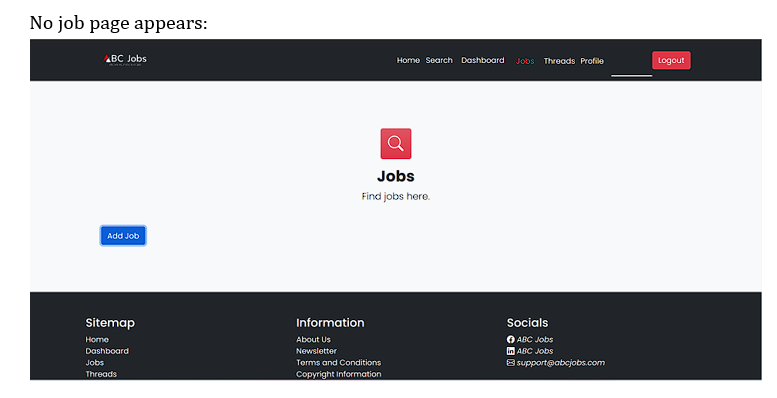 No job page appears:
ABC Jobs
Home Search Dashboard Jobs Threads Profile Logout
Jobs
Find jobs here.
Add Job
Sitemap Information Socials
Home About Us ABC Jobs
Dashboard Newsletter ABC Jobs
Jobs Terms and Conditions support@abcjobs.com
Threads Copyright Information